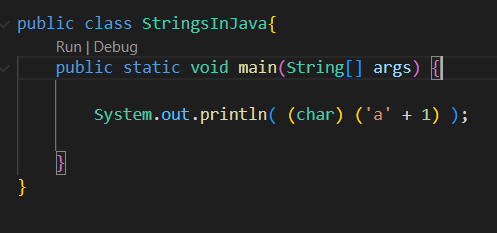 public class StringsInJava{
Run | Debug
public static void main(String[] args) {
System.out.println( (char) ('a' + 1) );
}
}